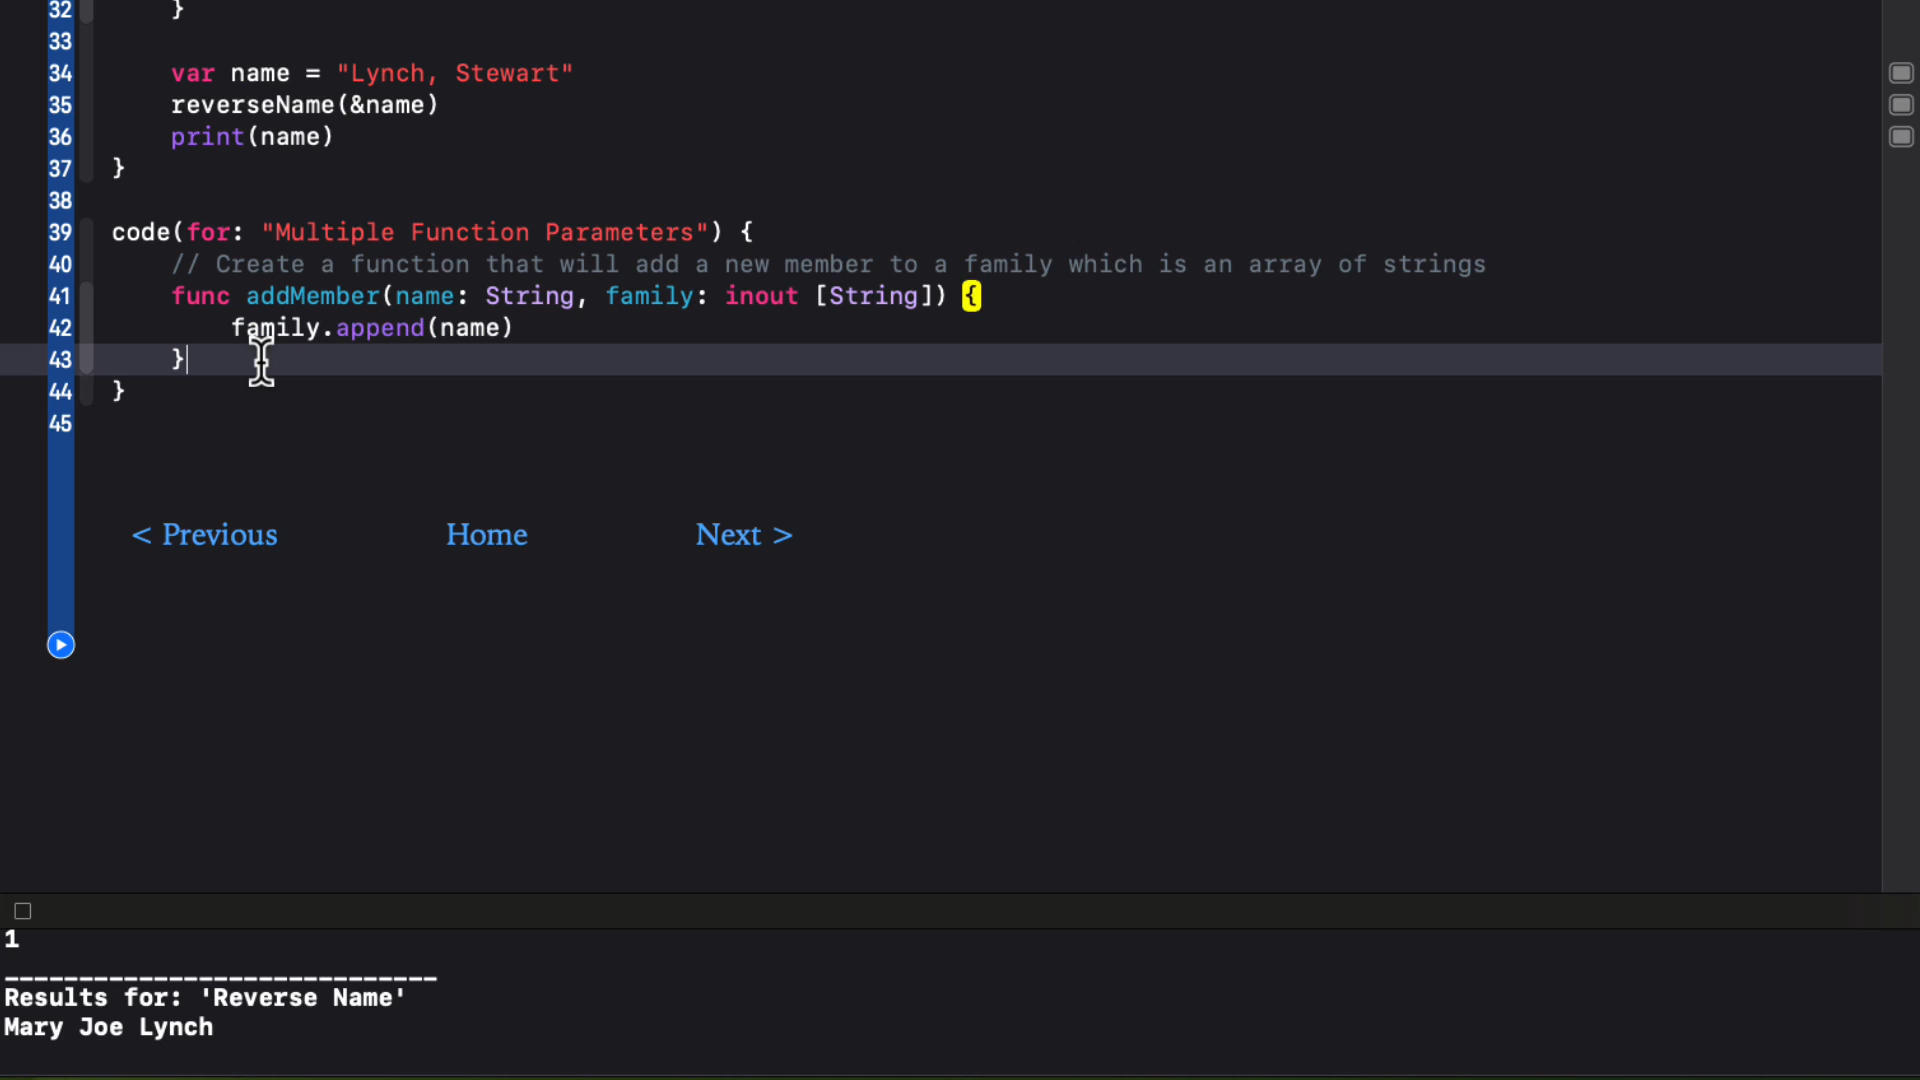 32 }
33
34 var name = "Lynch, Stewart"
35 reverseName(&name)
36 print(name)
37 }
38
39 code(for: "Multiple Function Parameters") {
40 // Create a function that will add a new member to a family which is an array of strings
41 func addMember(name: String, family: inout [String]) {
42 family.append(name)
43 }
44 }
45
< Previous Home Next >
1
_____________________________
Results for: 'Reverse Name'
Mary Joe Lynch